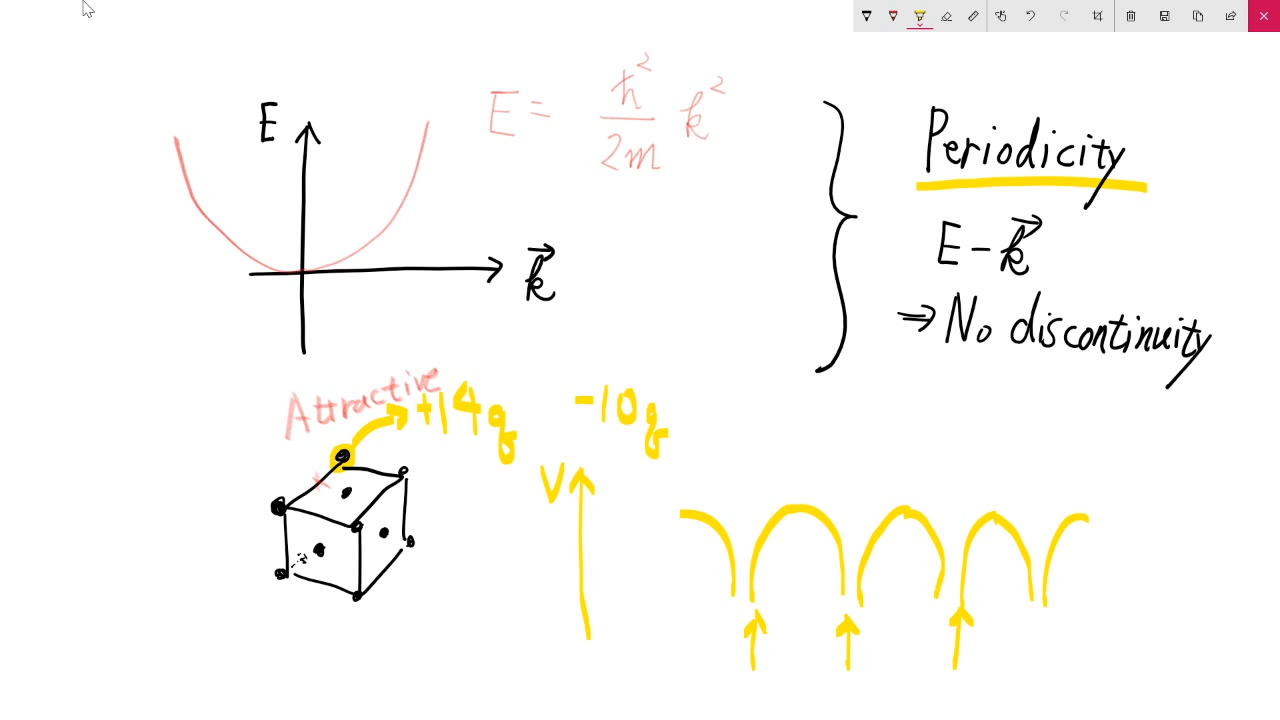 E
E = ħ²/2m k²
k⃗
Periodicity
E - k⃗
⇒ No discontinuity
Attractive
+14q
-10q
V